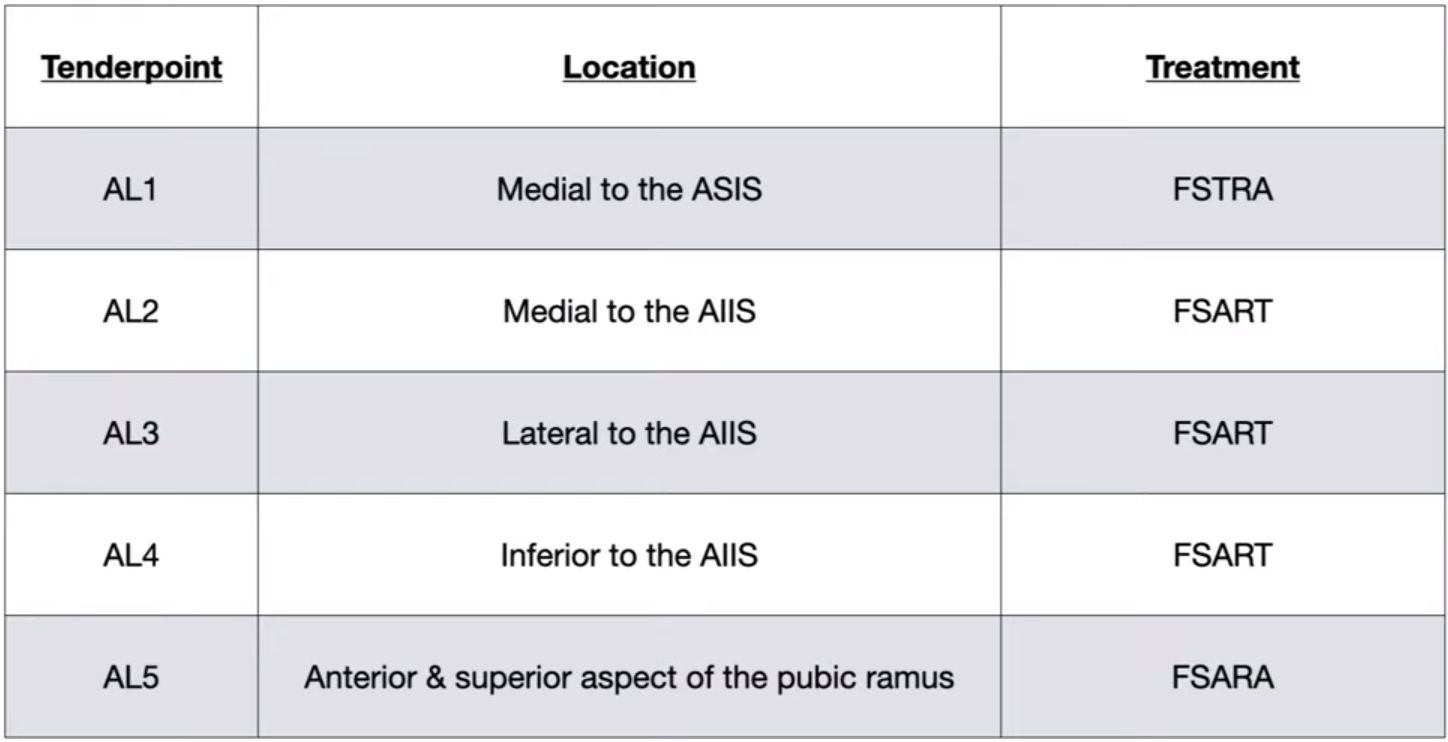 Tenderpoint Location Treatment
AL1 Medial to the ASIS FSTRA
AL2 Medial to the AIIS FSART
AL3 Lateral to the AIIS FSART
AL4 Inferior to the AIIS FSART
AL5 Anterior & superior aspect of the pubic ramus FSARA